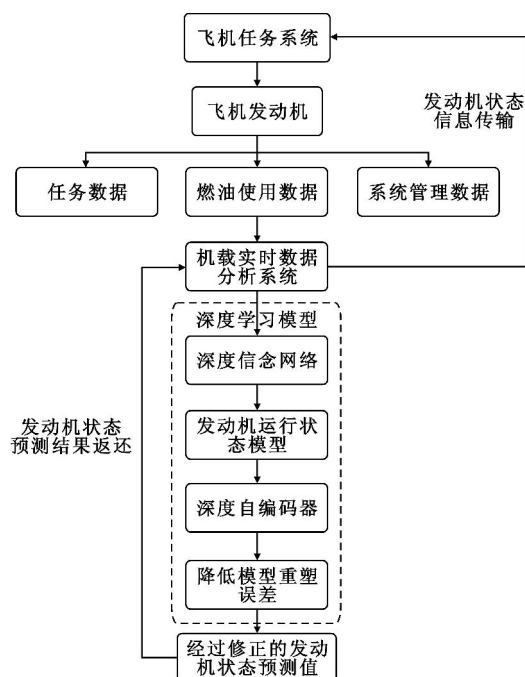 飞机任务系统
飞机发动机
发动机状态
信息传输
任务数据
燃油使用数据
系统管理数据
机载实时数据
分析系统
深度学习模型
深度信念网络
发动机状态
预测结果返还
发动机运行状
态模型
深度自编码器
降低模型重塑
误差
经过修正的发动
机状态预测值